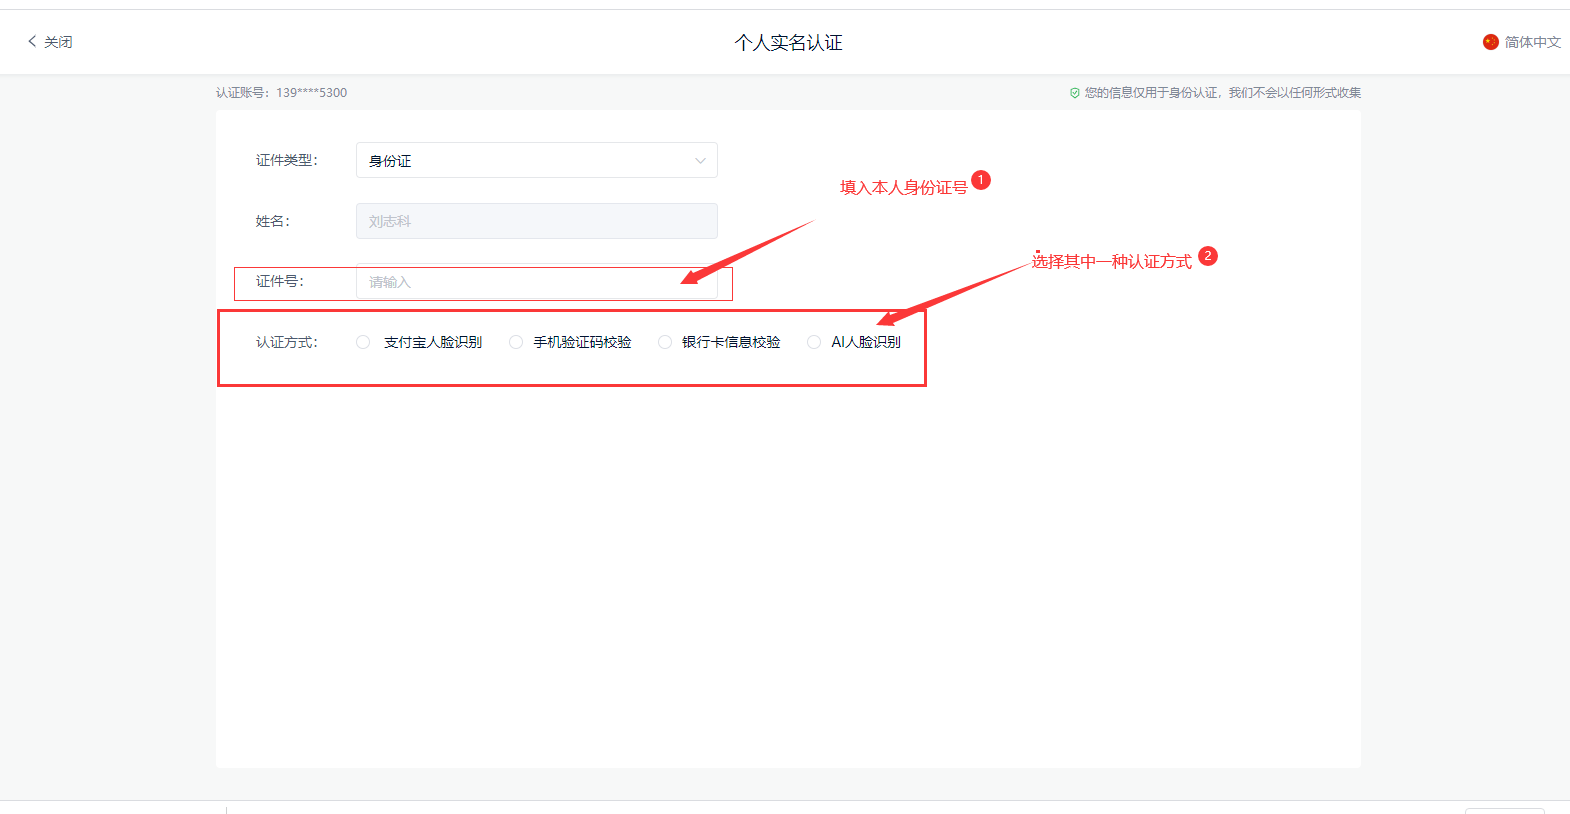 关闭
个人实名认证
简体中文
认证账号：139****5300
您的信息仅用于身份认证，我们不会以任何形式收集
证件类型：
身份证
填入本人身份证号 1
姓名：
刘志科
选择其中一种认证方式 2
证件号：
请输入
认证方式：
支付宝人脸识别
手机验证码校验
银行卡信息校验
AI人脸识别